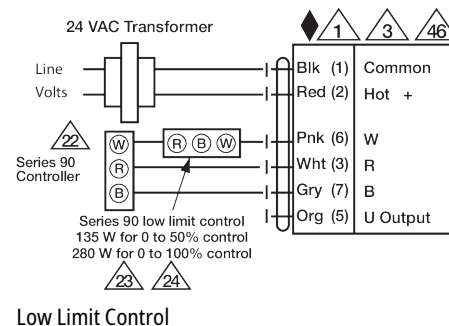 24 VAC Transformer
1 3 46
Line
Volts
Blk (1) Common
Red (2) Hot +
22
Series 90
Controller
W
R
B
R B W
Pnk (6) W
Wht (3) R
Gry (7) B
Org (5) U Output
Series 90 low limit control
135 W for 0 to 50% control
280 W for 0 to 100% control
23 24
Low Limit Control